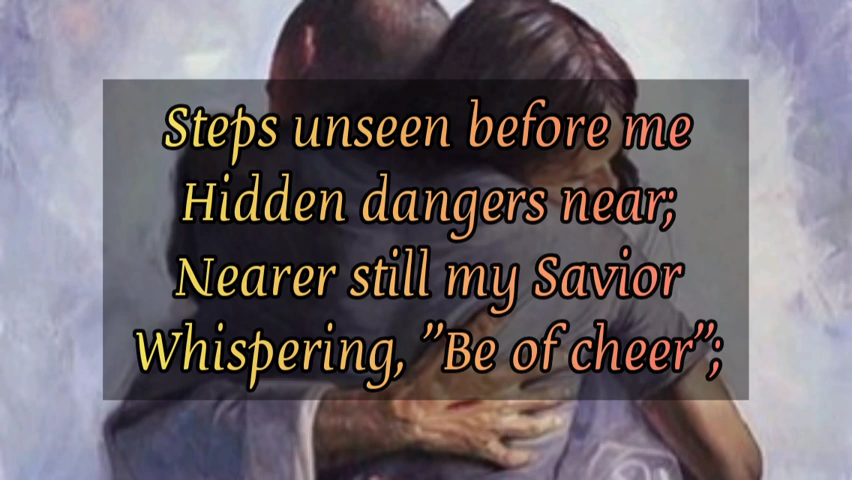 Steps unseen before me
Hidden dangers near;
Nearer still my Savior
Whispering, "Be of cheer";